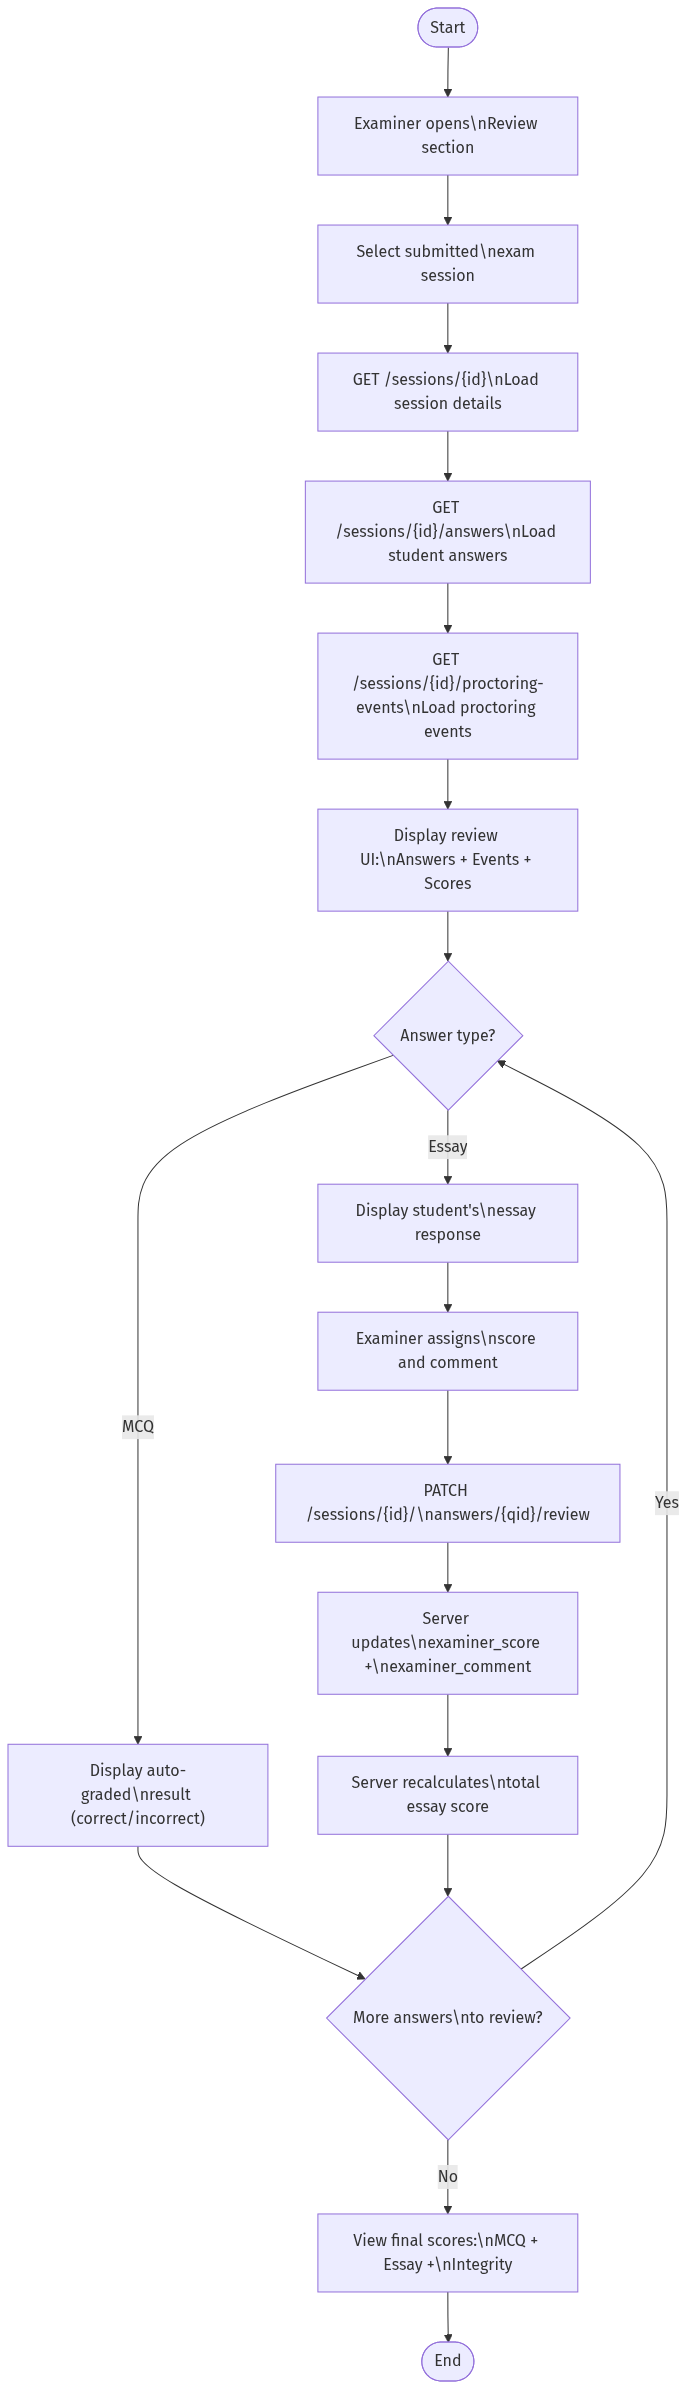 Start
Examiner opens\nReview
section
Select submitted\nexam
session
GET /sessions/{id}\nLoad
session details
GET
/sessions/{id}/answers\nLoad
student answers
GET
/sessions/{id}/proctoring-
events\nLoad proctoring
events
Display review
UI:\nAnswers + Events +
Scores
Answer type?
Essay
Display student's\nessay
response
Examiner assigns\nscore
and comment
MCQ
PATCH
/sessions/{id}/\nanswers/{qid}/review
Yes
Server
updates\nexaminer_score
+\nexaminer_comment
Display auto-
graded\nresult
(correct/incorrect)
Server recalculates\ntotal
essay score
More answers\nto review?
No
View final scores:\nMCQ +
Essay +\nIntegrity
End